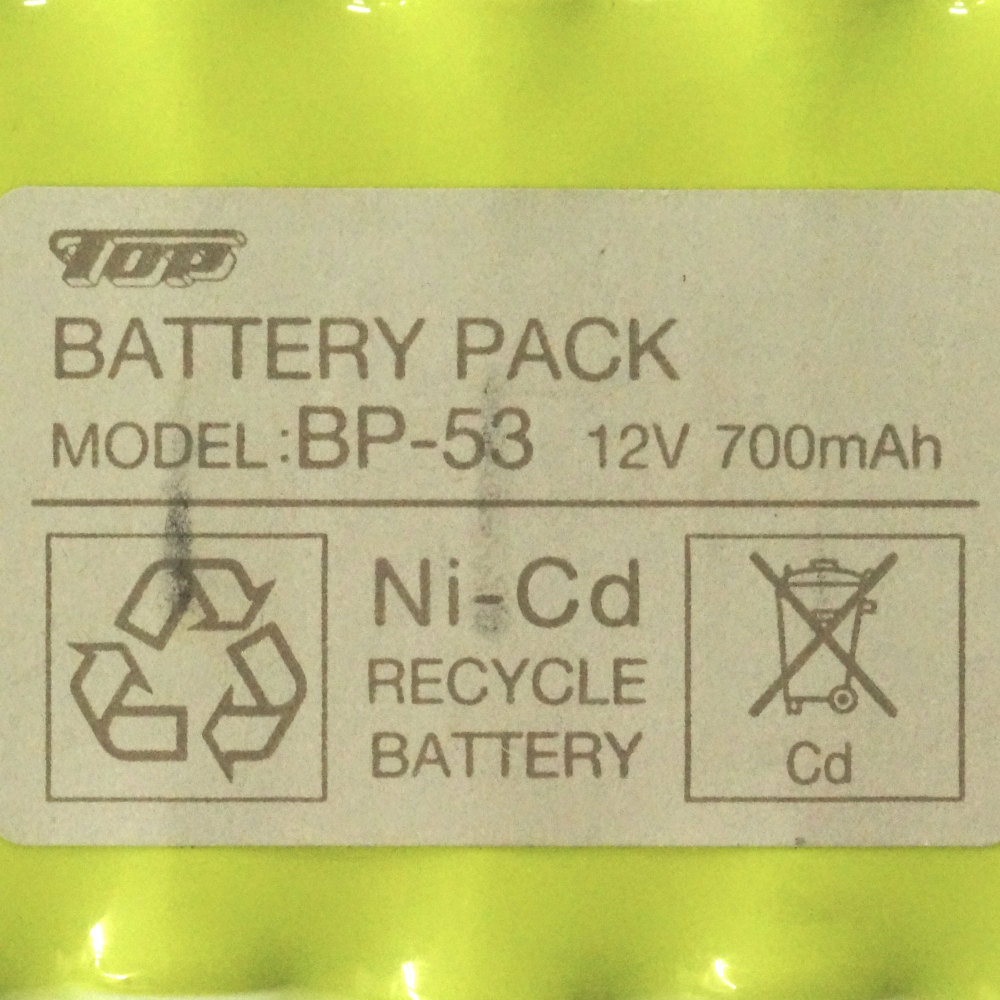 TOP
BATTERY PACK
MODEL:BP-53 12V 700mAh
Ni-Cd
RECYCLE
BATTERY
Cd